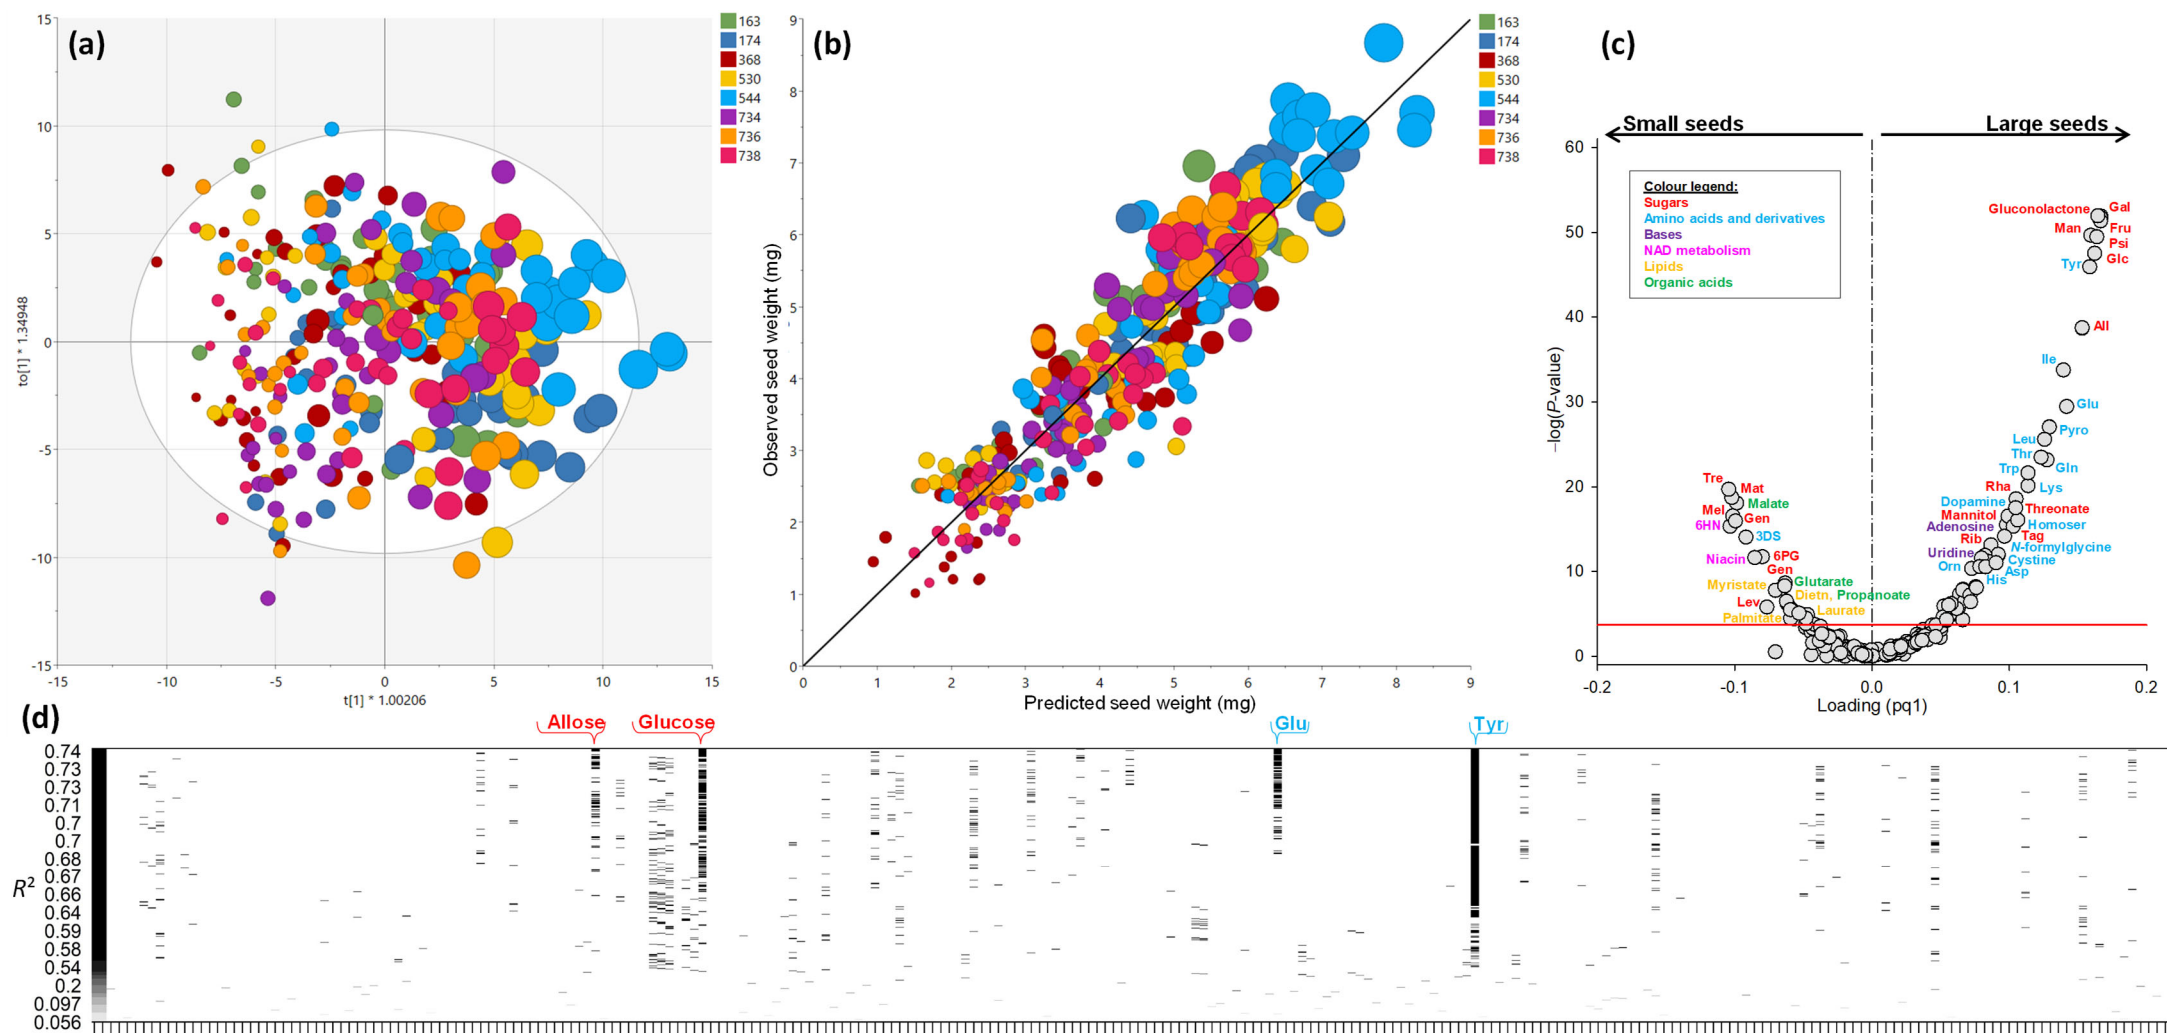 (a)
15
10
5
0
-5
-10
-15
-15
-10
-5
0
5
10
15
to[1] * 1.34948
t[1] * 1.00206
163
174
368
530
544
734
736
738
(b)
9
8
7
6
5
4
3
2
1
0
0
1
2
3
4
5
6
7
8
9
Observed seed weight (mg)
Predicted seed weight (mg)
163
174
368
530
544
734
736
738
(c)
Small seeds
Large seeds
60
50
40
30
20
10
0
−log(P-value)
Colour legend:
Sugars
Amino acids and derivatives
Bases
NAD metabolism
Lipids
Organic acids
Gluconolactone
Gal
Man
Fru
Psi
Glc
Tyr
All
Ile
Glu
Pyro
Leu
Thr
Gln
Trp
Lys
Rha
Dopamine
Threonate
Mannitol
Homoser
Adenosine
Tag
Rib
N-formylglycine
Uridine
Cystine
Orn
Asp
His
Tre
Mat
Malate
Mel
Gen
6HN
3DS
Niacin
6PG
Gen
Myristate
Glutarate
Dietn, Propanoate
Lev
Laurate
Palmitate
-0.2
-0.1
0.0
0.1
0.2
Loading (pq1)
(d)
Allose
Glucose
Glu
Tyr
R²
0.74
0.73
0.73
0.71
0.7
0.7
0.68
0.67
0.66
0.64
0.59
0.58
0.54
0.2
0.097
0.056